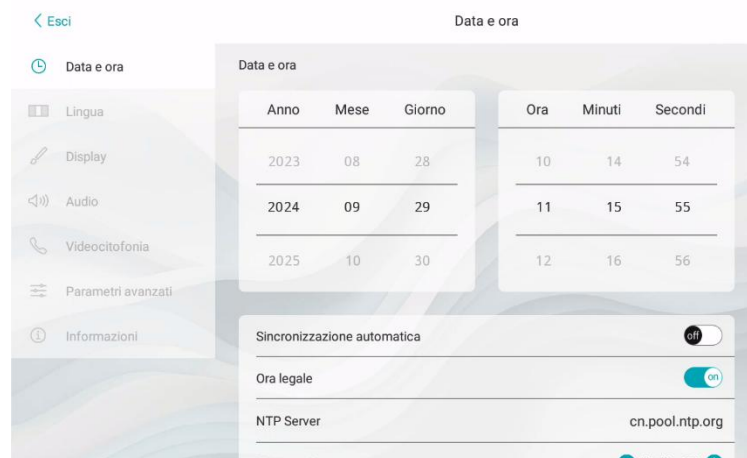 Esci
Data e ora
Data e ora
Lingua
Display
Audio
Videocitofonia
Parametri avanzati
Informazioni
Data e ora
Anno Mese Giorno
2023 08 28
2024 09 29
2025 10 30
Ora Minuti Secondi
10 14 54
11 15 55
12 16 56
Sincronizzazione automatica off
Ora legale on
NTP Server cn.pool.ntp.org